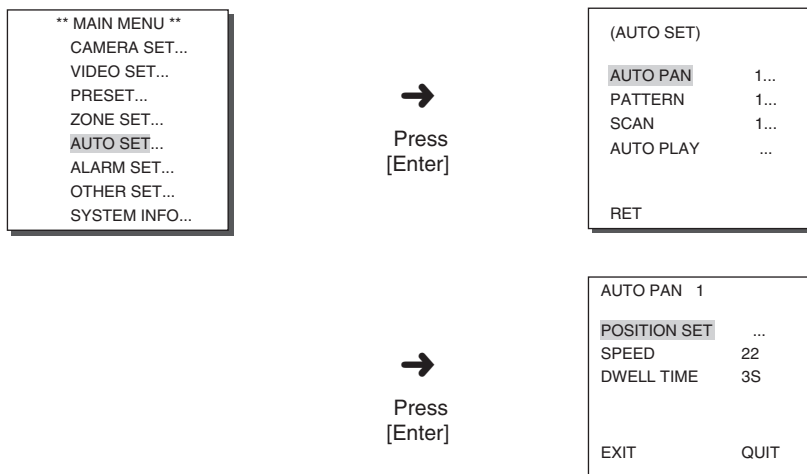 ** MAIN MENU **
CAMERA SET...
VIDEO SET...
PRESET...
ZONE SET...
AUTO SET...
ALARM SET...
OTHER SET...
SYSTEM INFO...
Press
[Enter]
(AUTO SET)
AUTO PAN 1...
PATTERN 1...
SCAN 1...
AUTO PLAY ...
RET
Press
[Enter]
AUTO PAN 1
POSITION SET ...
SPEED 22
DWELL TIME 3S
EXIT QUIT